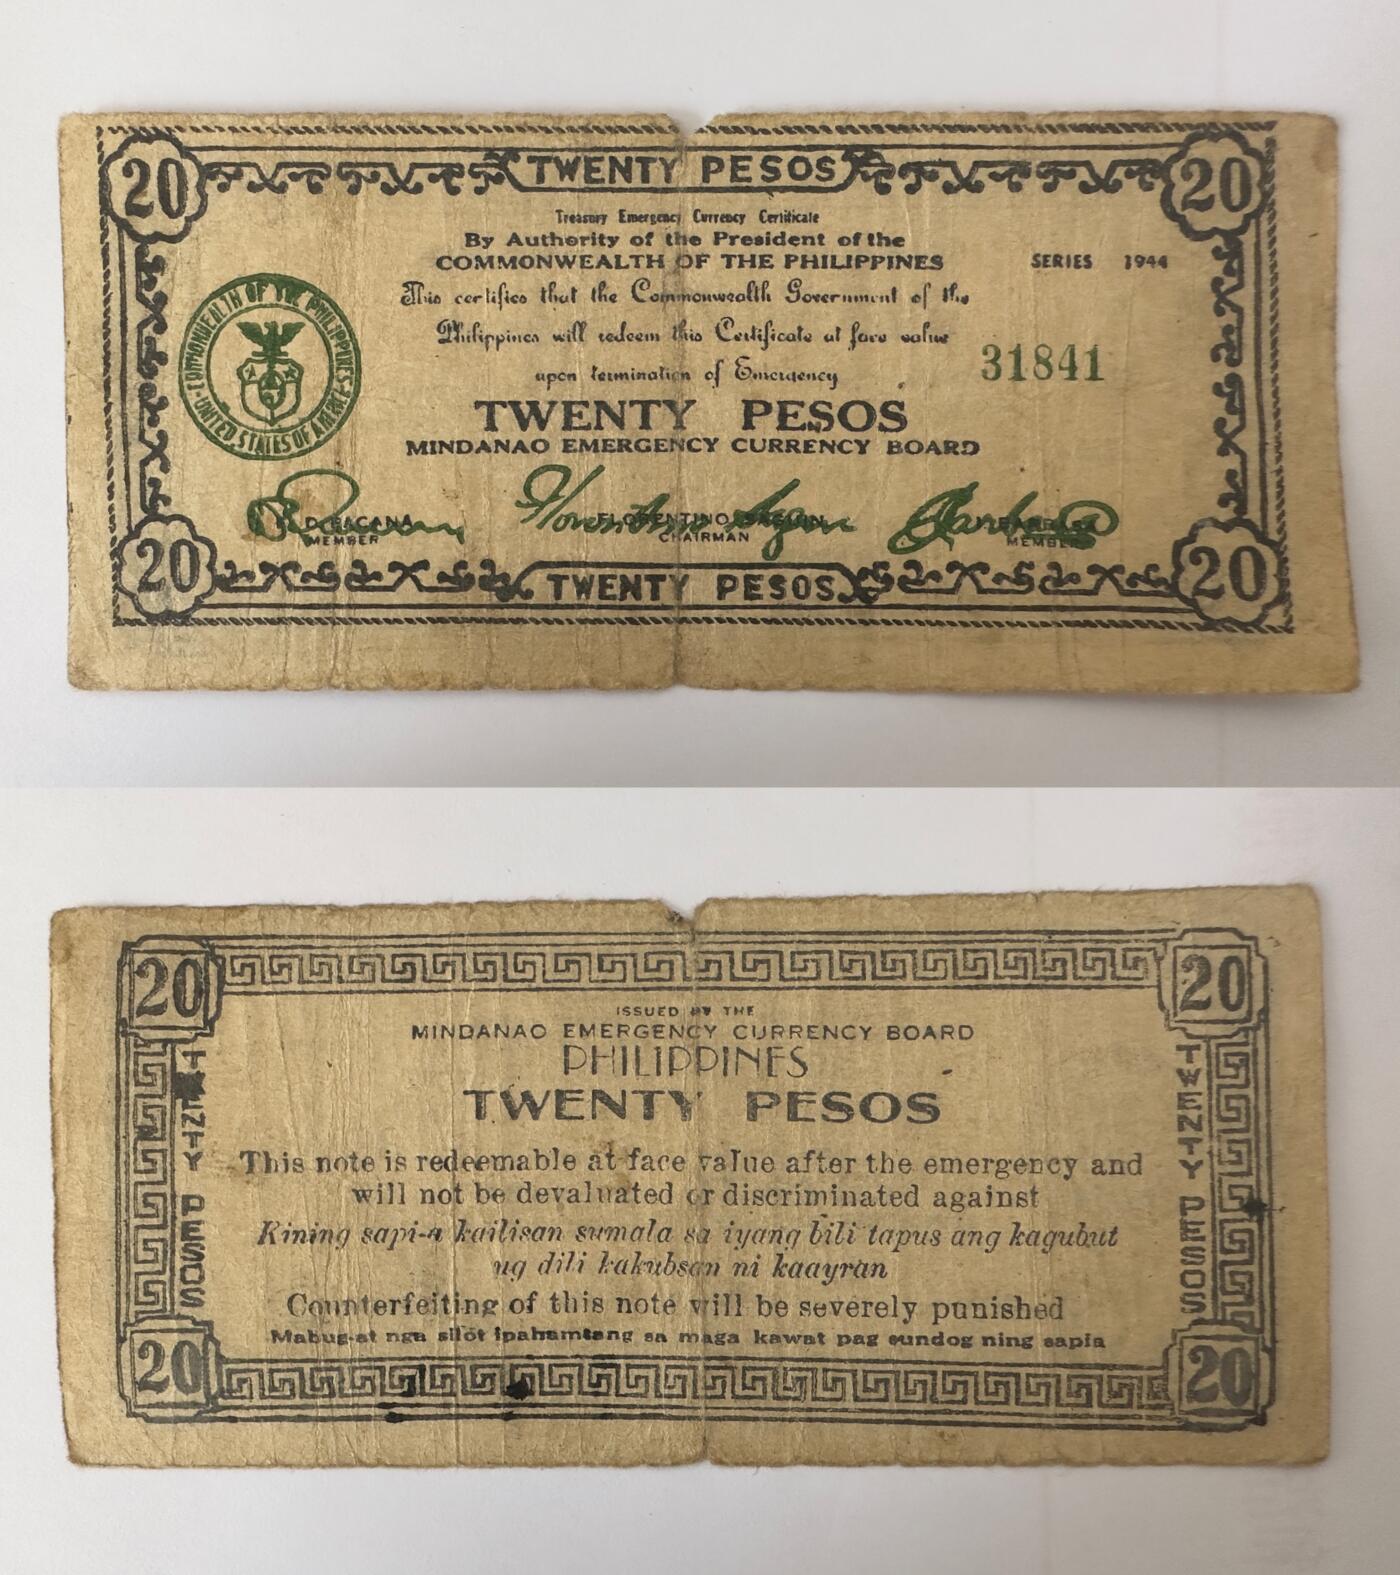 20 TWENTY PESOS 20
Treasury Emergency Currency Certificate
By Authority of the President of the
COMMONWEALTH OF THE PHILIPPINES
SERIES 1944
This certifies that the Commonwealth Government of the
Philippines will redeem this Certificate at face value
upon termination of Emergency
31841
COMMONWEALTH OF THE PHILIPPINES
UNITED STATES OF AMERICA
TWENTY PESOS
MINDANAO EMERGENCY CURRENCY BOARD
D. BACANA FLORENTINO SAGUIN
MEMBER CHAIRMAN MEMBER
20 TWENTY PESOS 20
20 20
ISSUED BY THE
MINDANAO EMERGENCY CURRENCY BOARD
PHILIPPINES
TWENTY PESOS
TWENTY PESOS
TWENTY PESOS
This note is redeemable at face value after the emergency and
will not be devaluated or discriminated against
Kining sapi-a kailisan sumala sa iyang bili tapus ang kagubut
ug dili kakubsan ni kaayran
Counterfeiting of this note will be severely punished
Mabug-at nga silot ipahamtang sa maga kawat pag sundog ning sapia
20 20